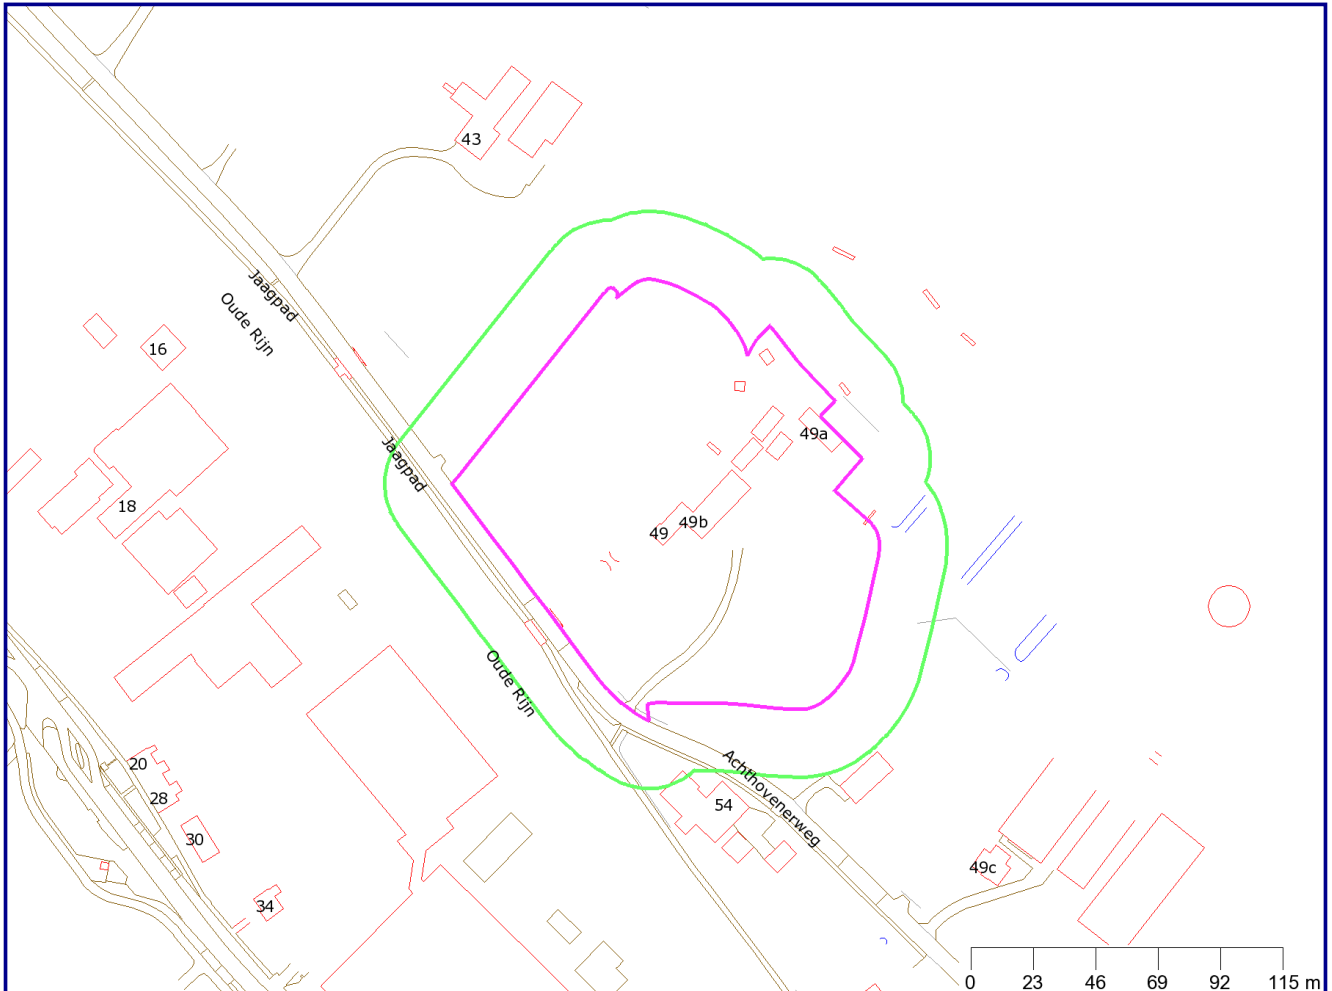 43
Jaagpad
Oude Rijn
16
Jaagpad
49a
18
49b
49
Oude Rijn
20
Achthovenerweg
28
54
30
49c
34
0 23 46 69 92 115 m